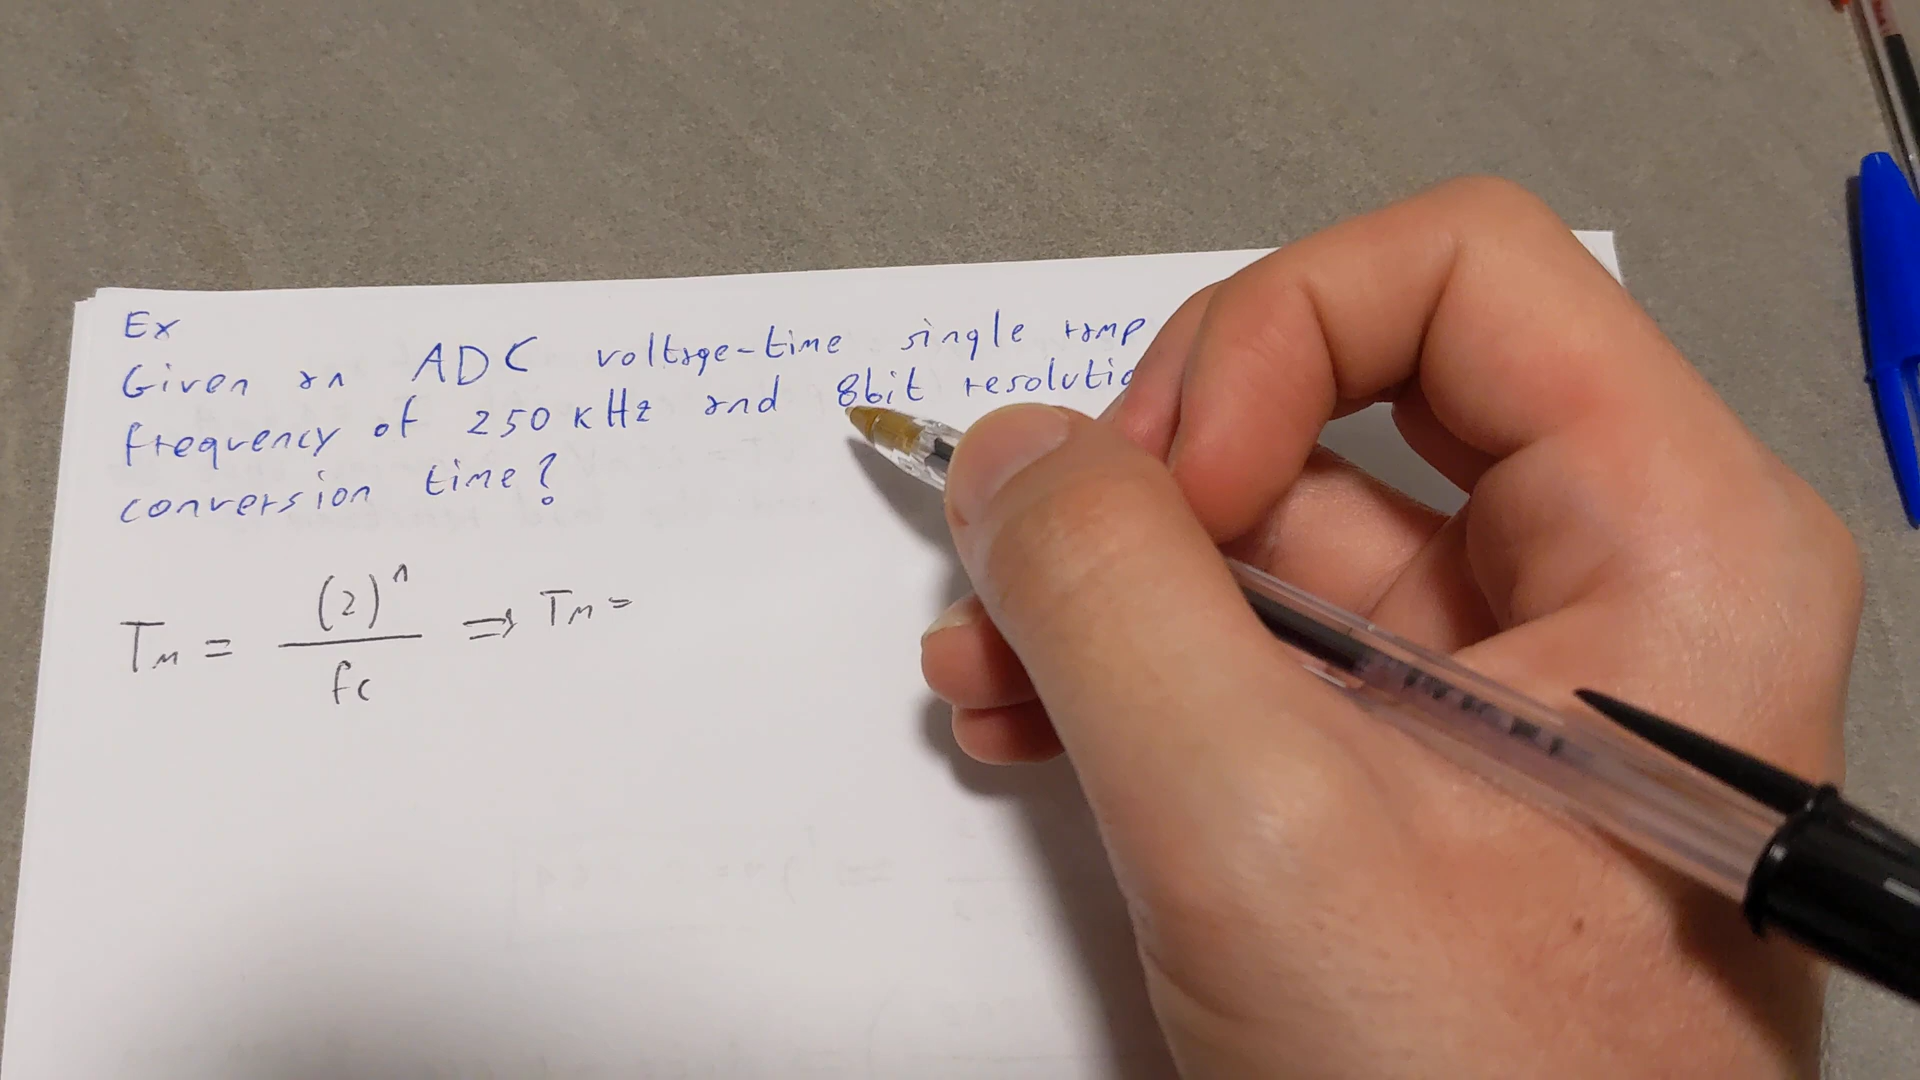 Ex
Given an ADC voltage-time single ramp
frequency of 250 kHz and 8bit
conversion time?
Tm = (2)^n / fc ⇒ Tm =